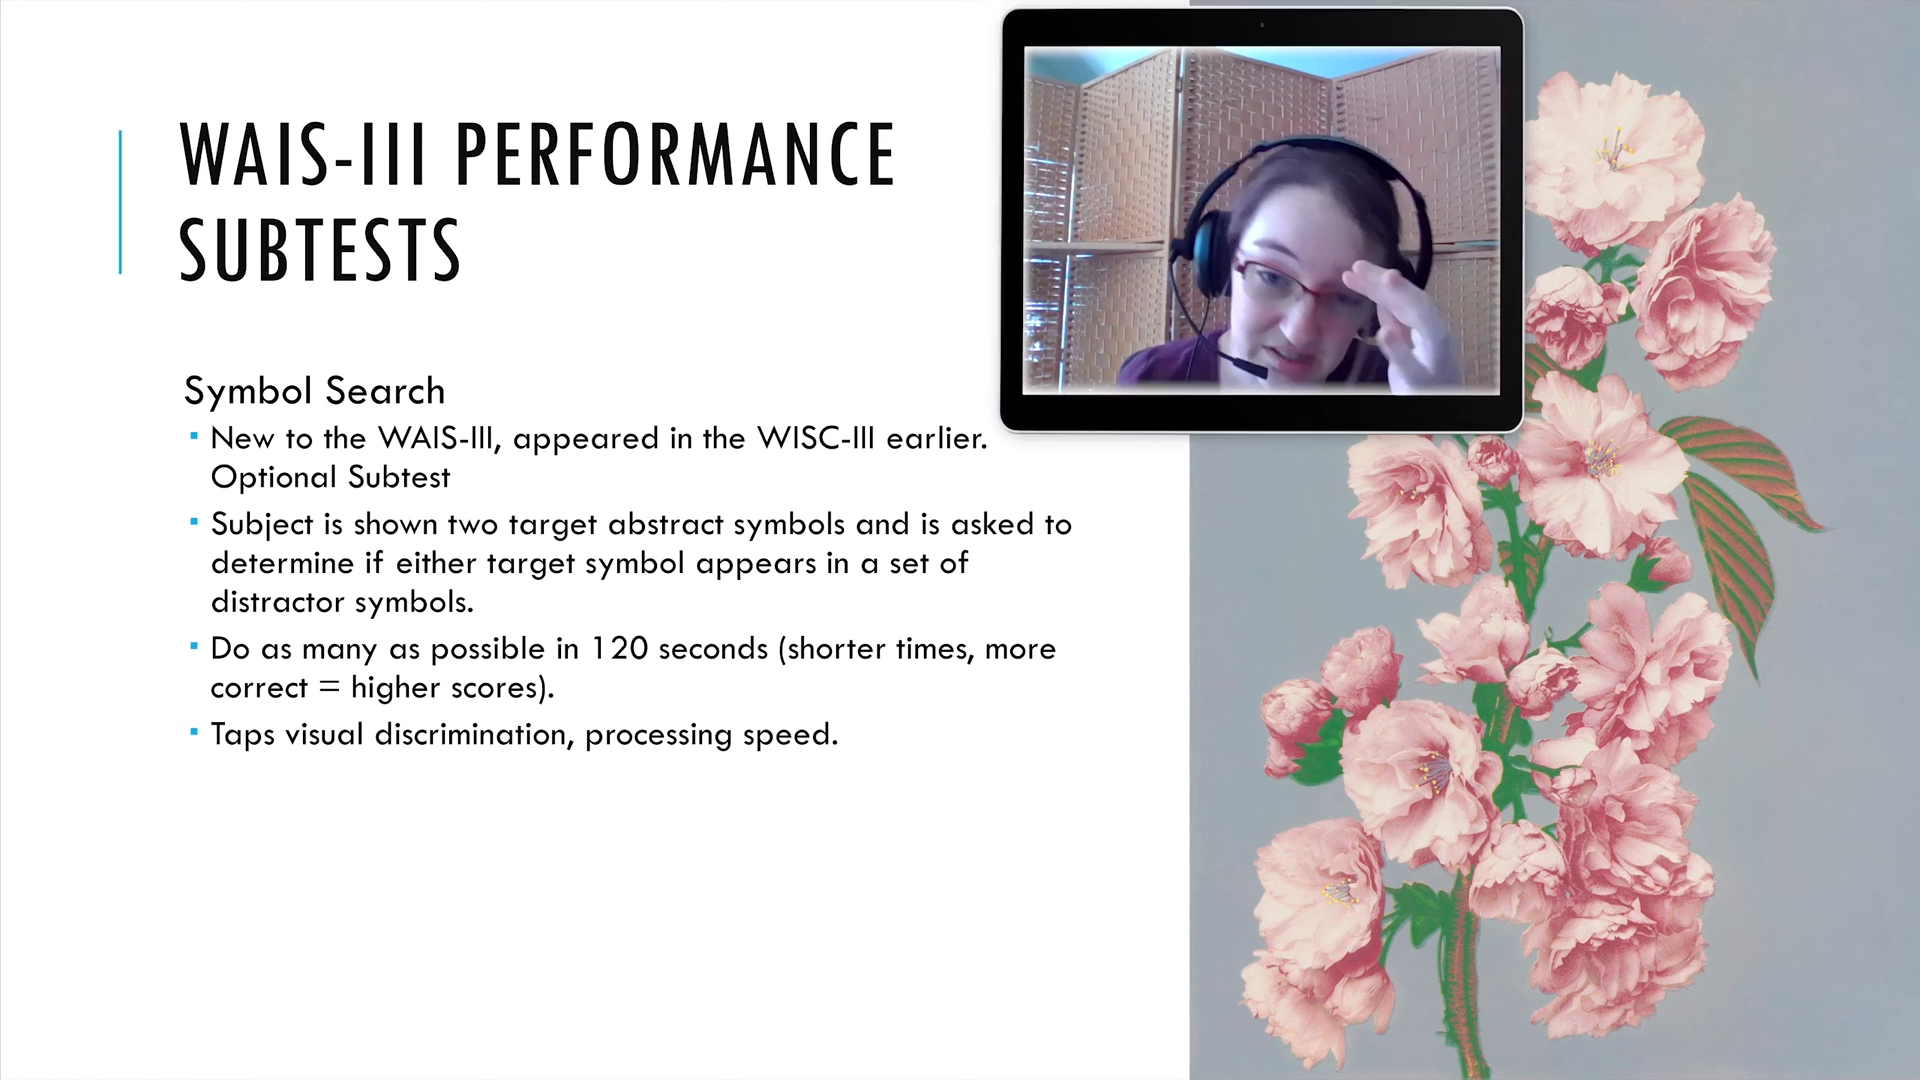 WAIS-III PERFORMANCE
SUBTESTS
Symbol Search
▪ New to the WAIS-III, appeared in the WISC-III earlier.
Optional Subtest
▪ Subject is shown two target abstract symbols and is asked to
determine if either target symbol appears in a set of
distractor symbols.
▪ Do as many as possible in 120 seconds (shorter times, more
correct = higher scores).
▪ Taps visual discrimination, processing speed.